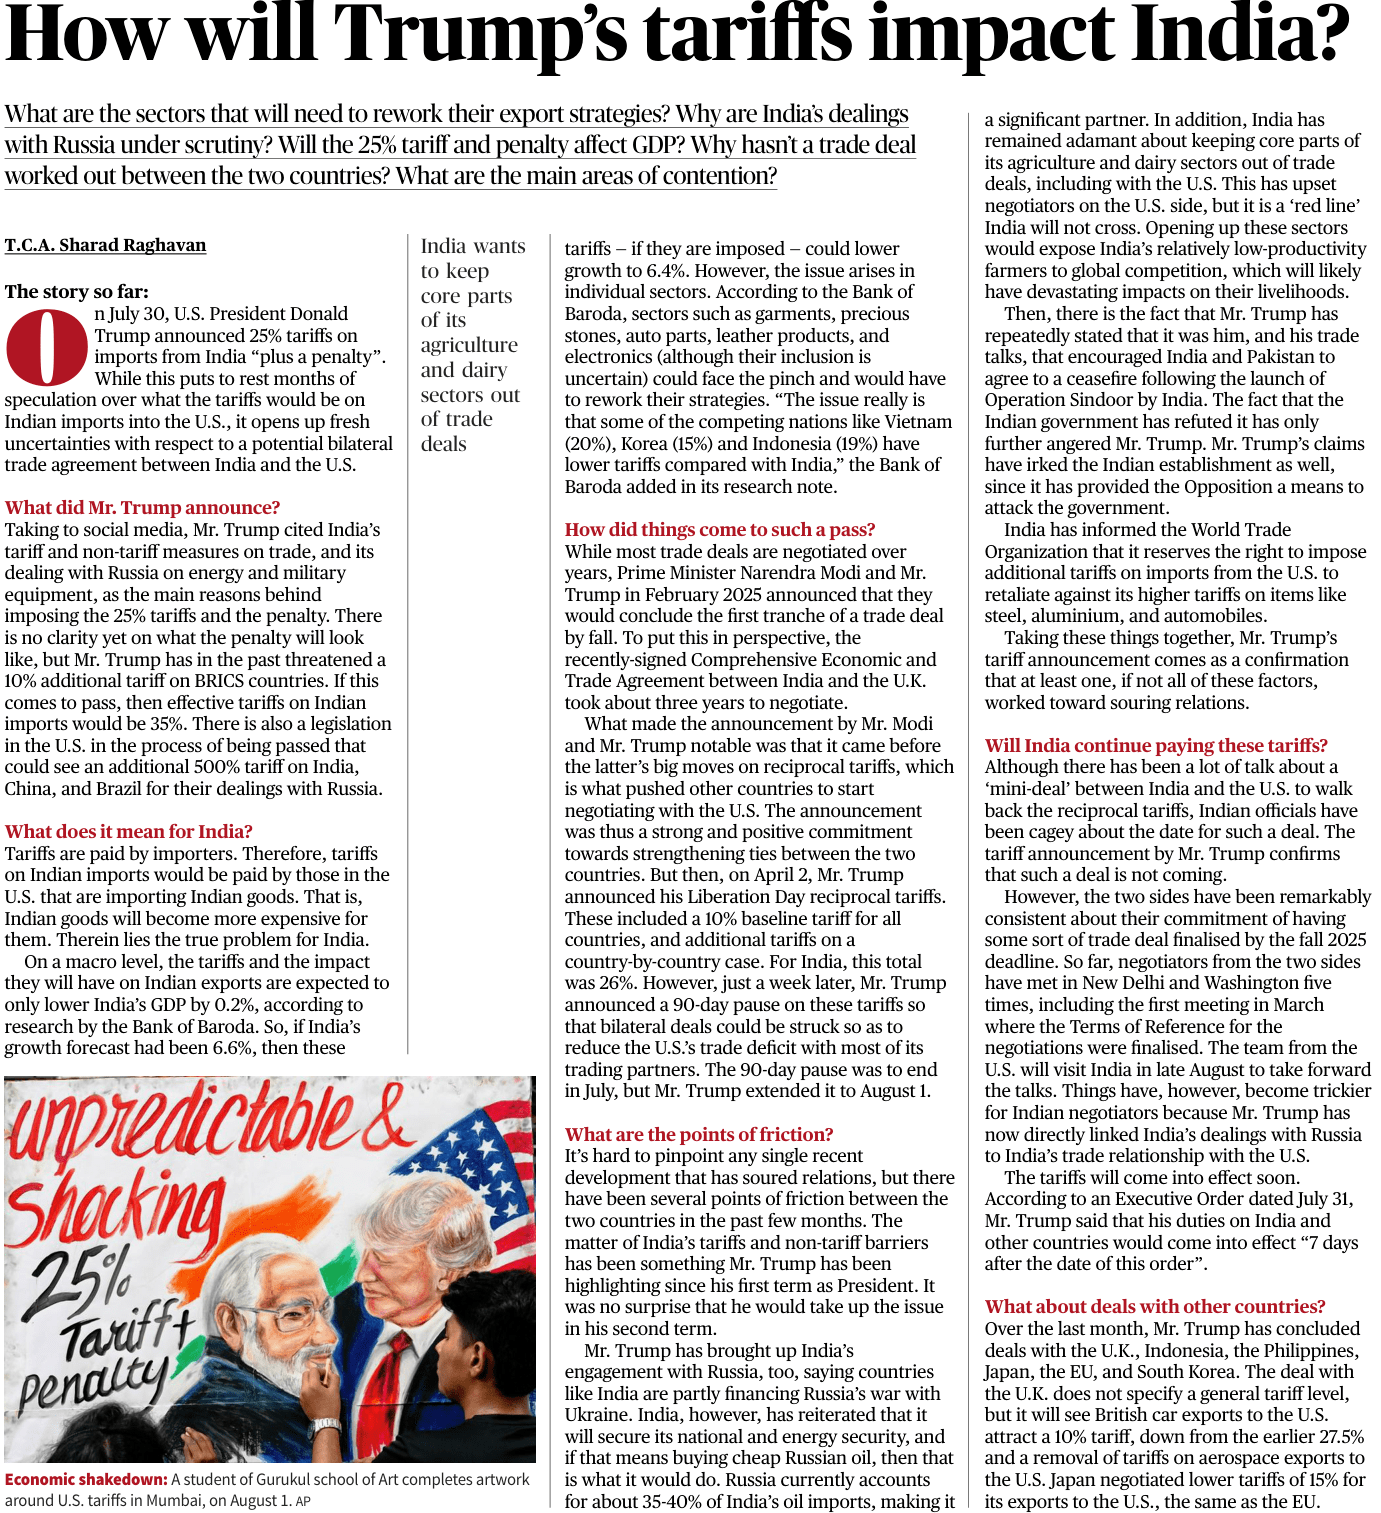 How will Trump's tariffs impact India?
What are the sectors that will need to rework their export strategies? Why are India's dealings
with Russia under scrutiny? Will the 25% tariff and penalty affect GDP? Why hasn't a trade deal
worked out between the two countries? What are the main areas of contention?
T.C.A. Sharad Raghavan
The story so far:
On July 30, U.S. President Donald
Trump announced 25% tariffs on
imports from India “plus a penalty”.
While this puts to rest months of
speculation over what the tariffs would be on
Indian imports into the U.S., it opens up fresh
uncertainties with respect to a potential bilateral
trade agreement between India and the U.S.
What did Mr. Trump announce?
Taking to social media, Mr. Trump cited India's
tariff and non-tariff measures on trade, and its
dealing with Russia on energy and military
equipment, as the main reasons behind
imposing the 25% tariffs and the penalty. There
is no clarity yet on what the penalty will look
like, but Mr. Trump has in the past threatened a
10% additional tariff on BRICS countries. If this
comes to pass, then effective tariffs on Indian
imports would be 35%. There is also a legislation
in the U.S. in the process of being passed that
could see an additional 500% tariff on India,
China, and Brazil for their dealings with Russia.
What does it mean for India?
Tariffs are paid by importers. Therefore, tariffs
on Indian imports would be paid by those in the
U.S. that are importing Indian goods. That is,
Indian goods will become more expensive for
them. Therein lies the true problem for India.
On a macro level, the tariffs and the impact
they will have on Indian exports are expected to
only lower India's GDP by 0.2%, according to
research by the Bank of Baroda. So, if India's
growth forecast had been 6.6%, then these
India wants
to keep
core parts
of its
agriculture
and dairy
sectors out
of trade
deals
unpredictable &
Shocking
25%
Tariff +
penalty
Economic shakedown: A student of Gurukul school of Art completes artwork
around U.S. tariffs in Mumbai, on August 1. AP
tariffs – if they are imposed – could lower
growth to 6.4%. However, the issue arises in
individual sectors. According to the Bank of
Baroda, sectors such as garments, precious
stones, auto parts, leather products, and
electronics (although their inclusion is
uncertain) could face the pinch and would have
to rework their strategies. “The issue really is
that some of the competing nations like Vietnam
(20%), Korea (15%) and Indonesia (19%) have
lower tariffs compared with India,” the Bank of
Baroda added in its research note.
How did things come to such a pass?
While most trade deals are negotiated over
years, Prime Minister Narendra Modi and Mr.
Trump in February 2025 announced that they
would conclude the first tranche of a trade deal
by fall. To put this in perspective, the
recently-signed Comprehensive Economic and
Trade Agreement between India and the U.K.
took about three years to negotiate.
What made the announcement by Mr. Modi
and Mr. Trump notable was that it came before
the latter's big moves on reciprocal tariffs, which
is what pushed other countries to start
negotiating with the U.S. The announcement
was thus a strong and positive commitment
towards strengthening ties between the two
countries. But then, on April 2, Mr. Trump
announced his Liberation Day reciprocal tariffs.
These included a 10% baseline tariff for all
countries, and additional tariffs on a
country-by-country case. For India, this total
was 26%. However, just a week later, Mr. Trump
announced a 90-day pause on these tariffs so
that bilateral deals could be struck so as to
reduce the U.S.'s trade deficit with most of its
trading partners. The 90-day pause was to end
in July, but Mr. Trump extended it to August 1.
What are the points of friction?
It's hard to pinpoint any single recent
development that has soured relations, but there
have been several points of friction between the
two countries in the past few months. The
matter of India's tariffs and non-tariff barriers
has been something Mr. Trump has been
highlighting since his first term as President. It
was no surprise that he would take up the issue
in his second term.
Mr. Trump has brought up India's
engagement with Russia, too, saying countries
like India are partly financing Russia's war with
Ukraine. India, however, has reiterated that it
will secure its national and energy security, and
if that means buying cheap Russian oil, then that
is what it would do. Russia currently accounts
for about 35-40% of India's oil imports, making it
a significant partner. In addition, India has
remained adamant about keeping core parts of
its agriculture and dairy sectors out of trade
deals, including with the U.S. This has upset
negotiators on the U.S. side, but it is a ‘red line’
India will not cross. Opening up these sectors
would expose India's relatively low-productivity
farmers to global competition, which will likely
have devastating impacts on their livelihoods.
Then, there is the fact that Mr. Trump has
repeatedly stated that it was him, and his trade
talks, that encouraged India and Pakistan to
agree to a ceasefire following the launch of
Operation Sindoor by India. The fact that the
Indian government has refuted it has only
further angered Mr. Trump. Mr. Trump's claims
have irked the Indian establishment as well,
since it has provided the Opposition a means to
attack the government.
India has informed the World Trade
Organization that it reserves the right to impose
additional tariffs on imports from the U.S. to
retaliate against its higher tariffs on items like
steel, aluminium, and automobiles.
Taking these things together, Mr. Trump's
tariff announcement comes as a confirmation
that at least one, if not all of these factors,
worked toward souring relations.
Will India continue paying these tariffs?
Although there has been a lot of talk about a
‘mini-deal’ between India and the U.S. to walk
back the reciprocal tariffs, Indian officials have
been cagey about the date for such a deal. The
tariff announcement by Mr. Trump confirms
that such a deal is not coming.
However, the two sides have been remarkably
consistent about their commitment of having
some sort of trade deal finalised by the fall 2025
deadline. So far, negotiators from the two sides
have met in New Delhi and Washington five
times, including the first meeting in March
where the Terms of Reference for the
negotiations were finalised. The team from the
U.S. will visit India in late August to take forward
the talks. Things have, however, become trickier
for Indian negotiators because Mr. Trump has
now directly linked India's dealings with Russia
to India's trade relationship with the U.S.
The tariffs will come into effect soon.
According to an Executive Order dated July 31,
Mr. Trump said that his duties on India and
other countries would come into effect “7 days
after the date of this order”.
What about deals with other countries?
Over the last month, Mr. Trump has concluded
deals with the U.K., Indonesia, the Philippines,
Japan, the EU, and South Korea. The deal with
the U.K. does not specify a general tariff level,
but it will see British car exports to the U.S.
attract a 10% tariff, down from the earlier 27.5%
and a removal of tariffs on aerospace exports to
the U.S. Japan negotiated lower tariffs of 15% for
its exports to the U.S., the same as the EU.